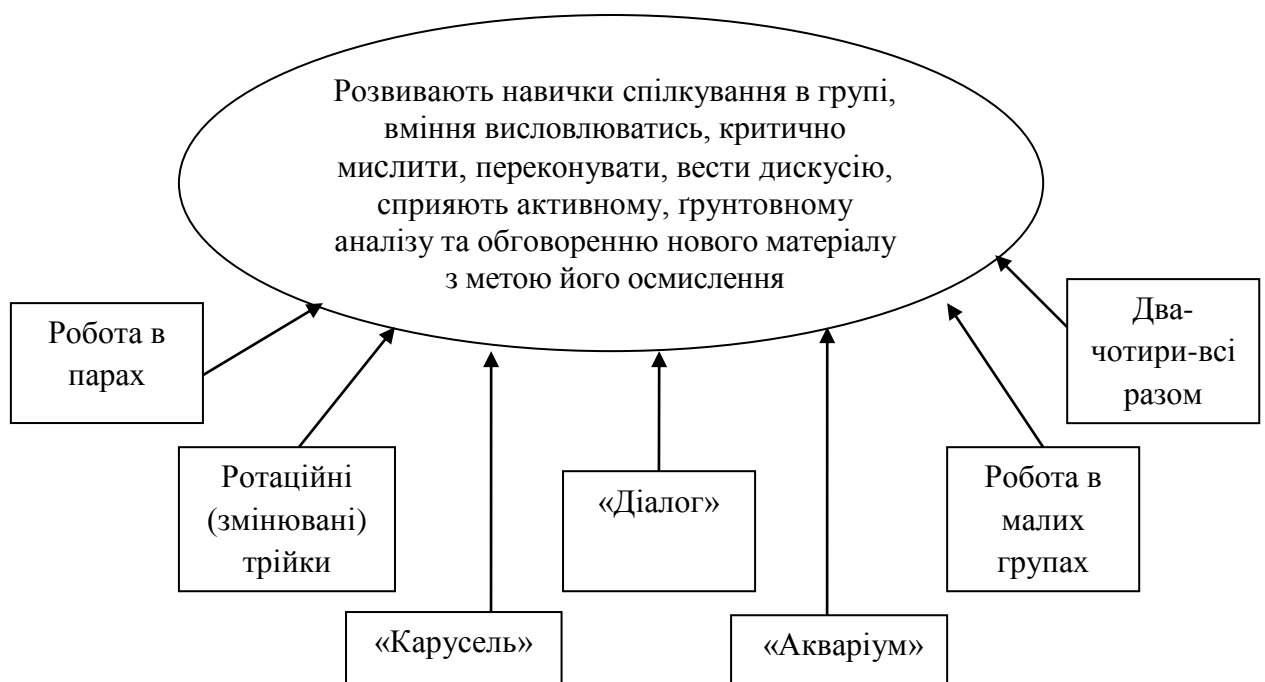 Розвивають навички спілкування в групі,
вміння висловлюватись, критично
мислити, переконувати, вести дискусію,
сприяють активному, ґрунтовному
аналізу та обговоренню нового матеріалу
з метою його осмислення
Робота в
парах
Ротаційні
(змінювані)
трійки
«Карусель»
«Діалог»
«Акваріум»
Робота в
малих
групах
Два-
чотири-всі
разом